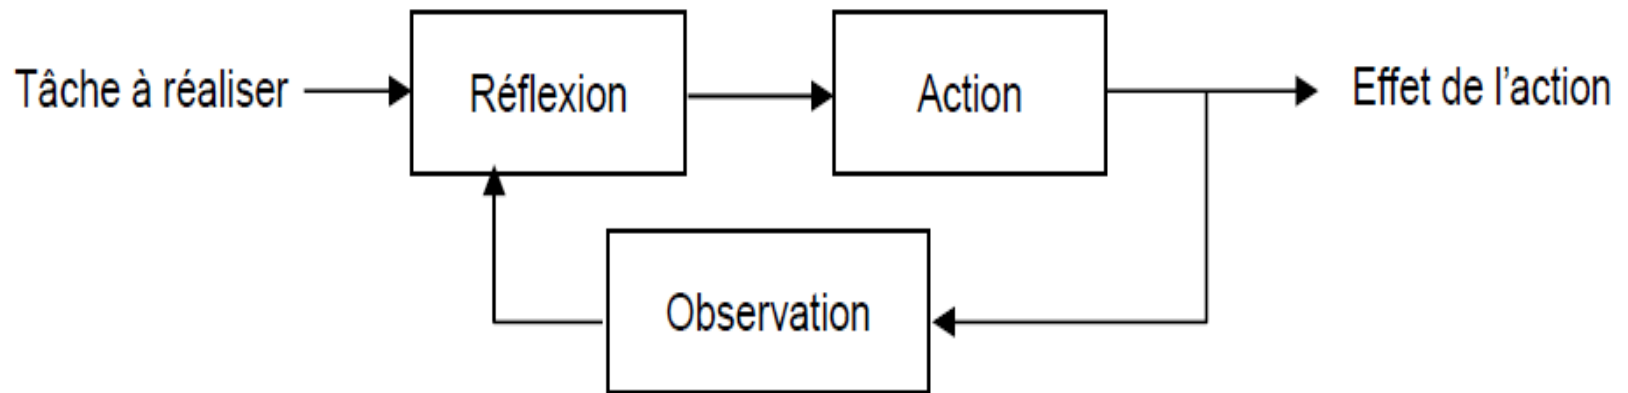 Tâche à réaliser
Réflexion
Action
Effet de l'action
Observation